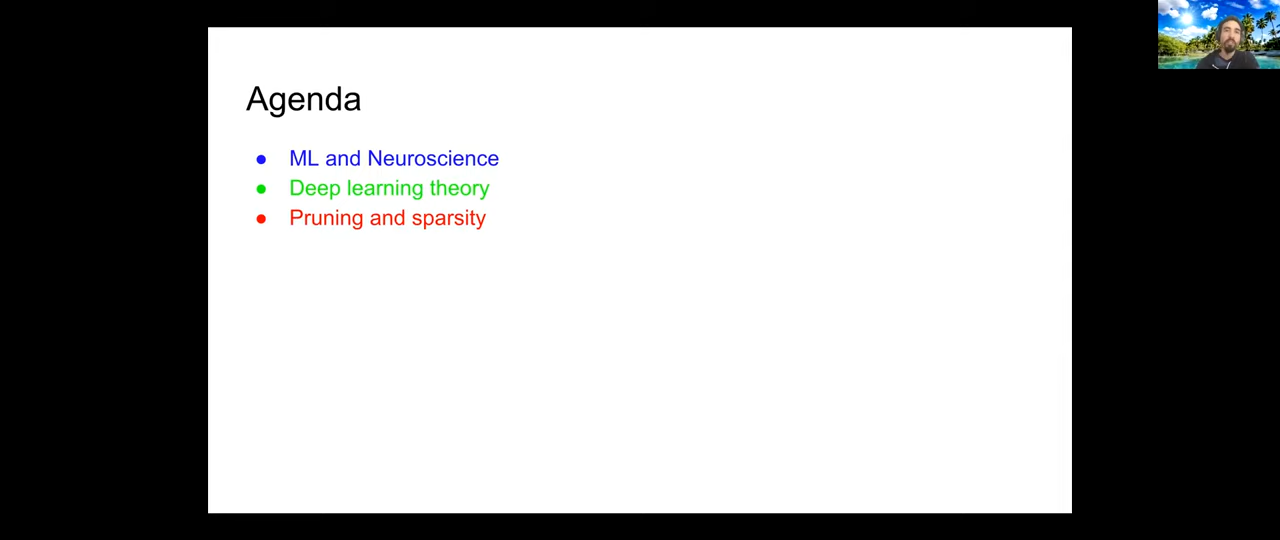 Agenda
● ML and Neuroscience
● Deep learning theory
● Pruning and sparsity